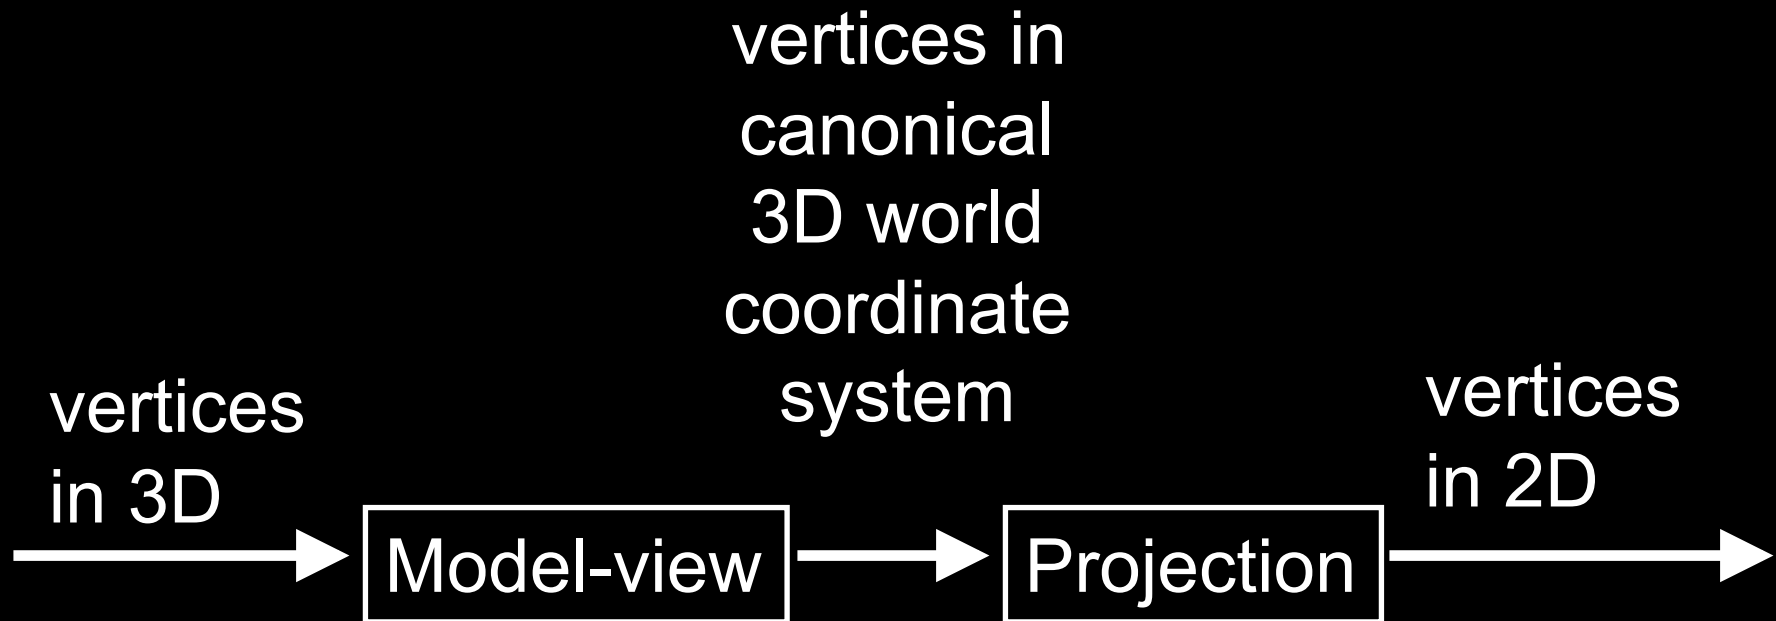 vertices in
canonical
3D world
coordinate
system
vertices
in 3D
Model-view
Projection
vertices
in 2D